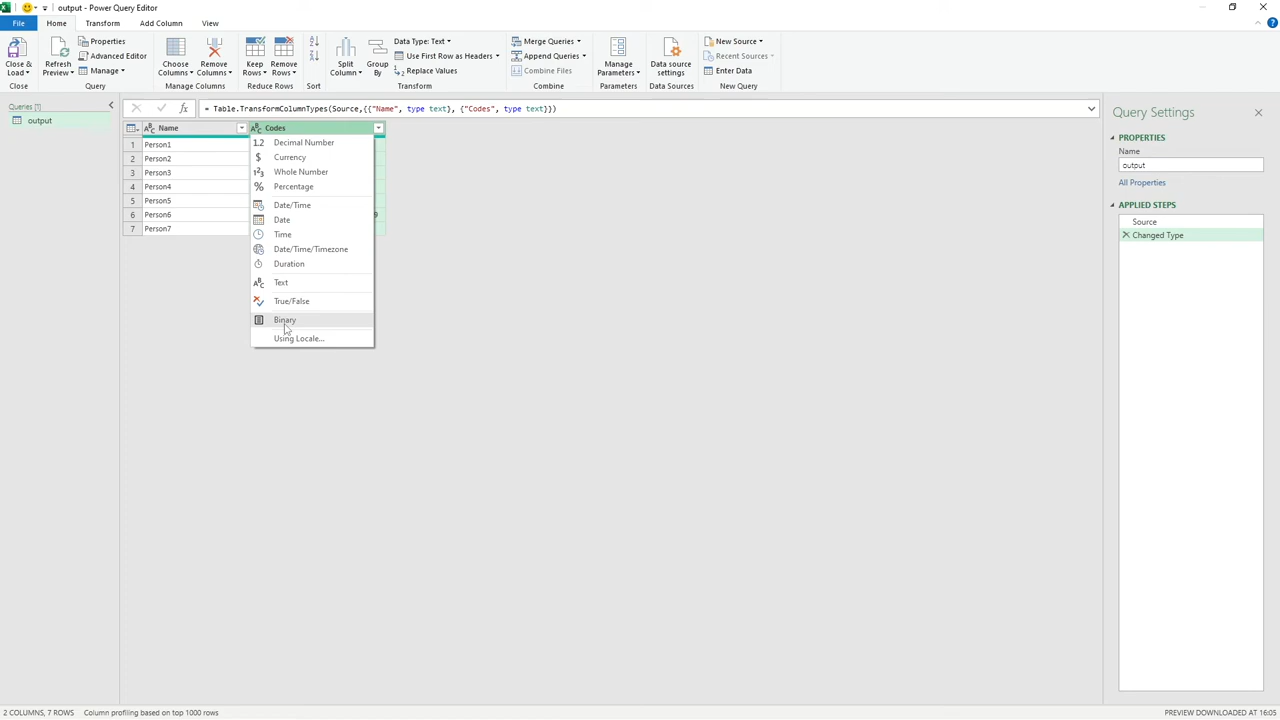 output - Power Query Editor
File Home Transform Add Column View
Close & Load
Close
Refresh Preview
Properties
Advanced Editor
Manage
Query
Choose Columns
Remove Columns
Manage Columns
Keep Rows
Remove Rows
Reduce Rows
Sort
Split Column
Group By
Data Type: Text
Use First Row as Headers
Replace Values
Transform
Merge Queries
Append Queries
Combine Files
Combine
Manage Parameters
Parameters
Data source settings
Data Sources
New Source
Recent Sources
Enter Data
New Query
Queries [1]
output
fx = Table.TransformColumnTypes(Source,{{"Name", type text}, {"Codes", type text}})
ABC Name
ABC Codes
1 Person1
2 Person2
3 Person3
4 Person4
5 Person5
6 Person6
7 Person7
1.2 Decimal Number
$ Currency
123 Whole Number
% Percentage
Date/Time
Date
Time
Date/Time/Timezone
Duration
ABC Text
True/False
Binary
Using Locale...
Query Settings
PROPERTIES
Name
output
All Properties
APPLIED STEPS
Source
Changed Type
2 COLUMNS, 7 ROWS Column profiling based on top 1000 rows
PREVIEW DOWNLOADED AT 16:05